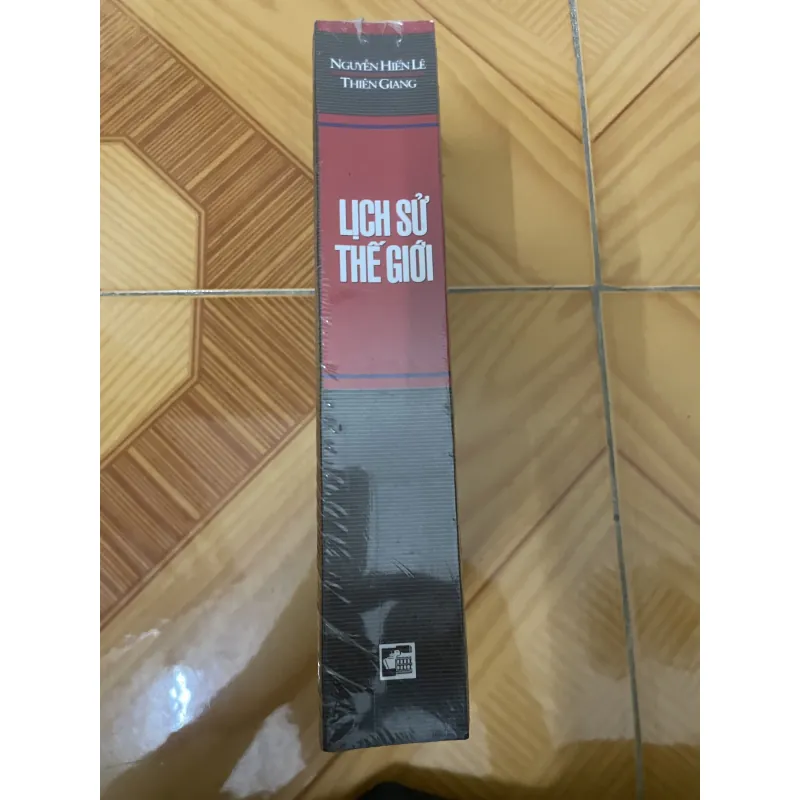 NGUYỄN HIẾN LÊ
THIÊN GIANG
LỊCH SỬ
THẾ GIỚI